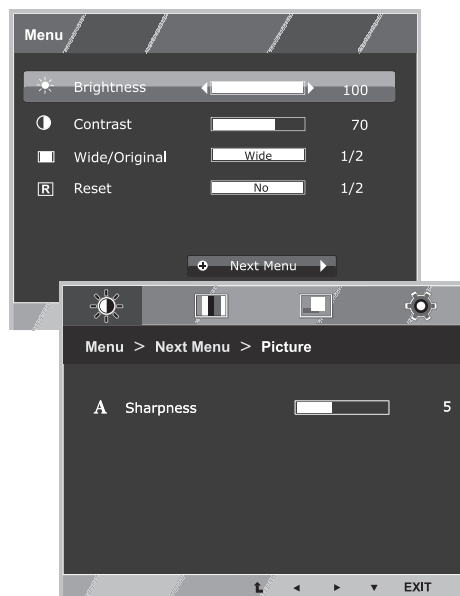 Menu
Brightness 100
Contrast 70
Wide/Original Wide 1/2
R Reset No 1/2
Next Menu
Menu > Next Menu > Picture
A Sharpness 5
EXIT